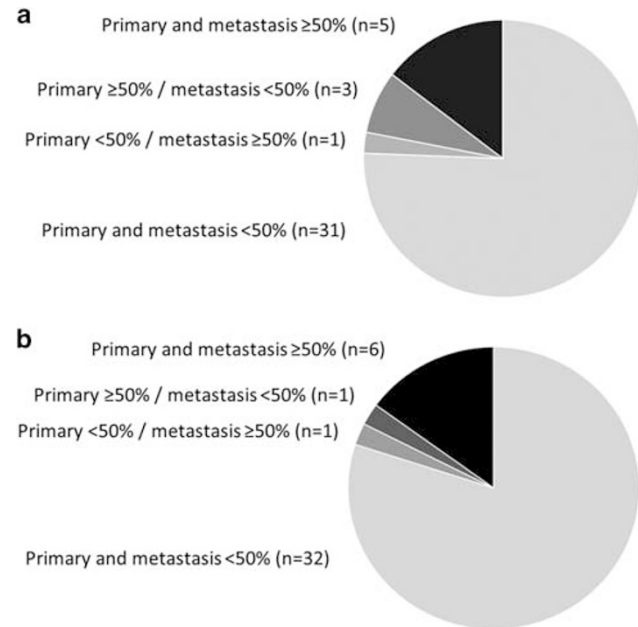 a
Primary and metastasis ≥50% (n=5)
Primary ≥50% / metastasis <50% (n=3)
Primary <50% / metastasis ≥50% (n=1)
Primary and metastasis <50% (n=31)
b
Primary and metastasis ≥50% (n=6)
Primary ≥50% / metastasis <50% (n=1)
Primary <50% / metastasis ≥50% (n=1)
Primary and metastasis <50% (n=32)